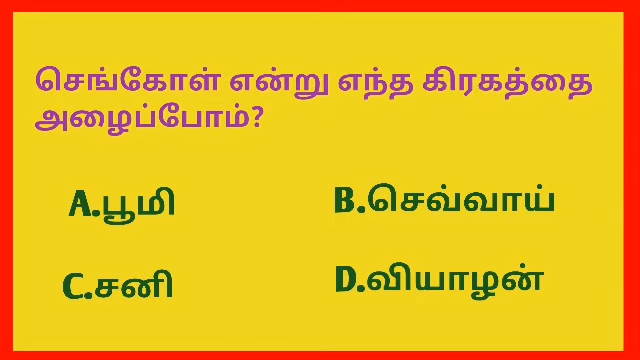 செங்கோள் என்று எந்த கிரகத்தை
அழைப்போம்?
A.பூமி
B.செவ்வாய்
C.சனி
D.வியாழன்